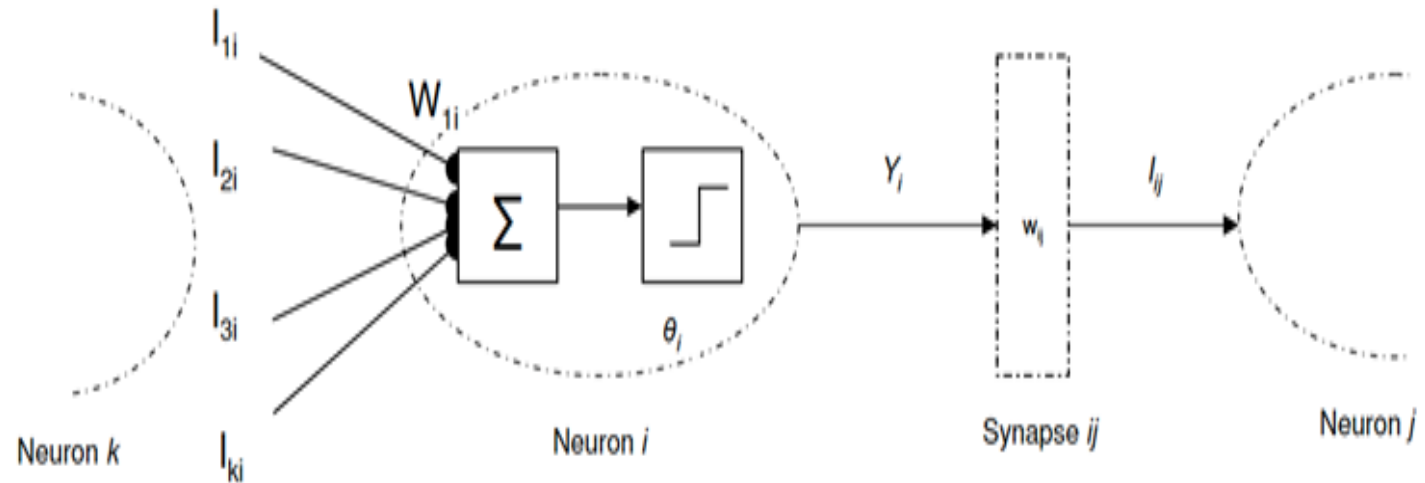 I₁ᵢ
W₁ᵢ
I₂ᵢ
Σ
Yᵢ
Iᵢⱼ
wᵢⱼ
I₃ᵢ
θᵢ
Neuron k
Iₖᵢ
Neuron i
Synapse ij
Neuron j